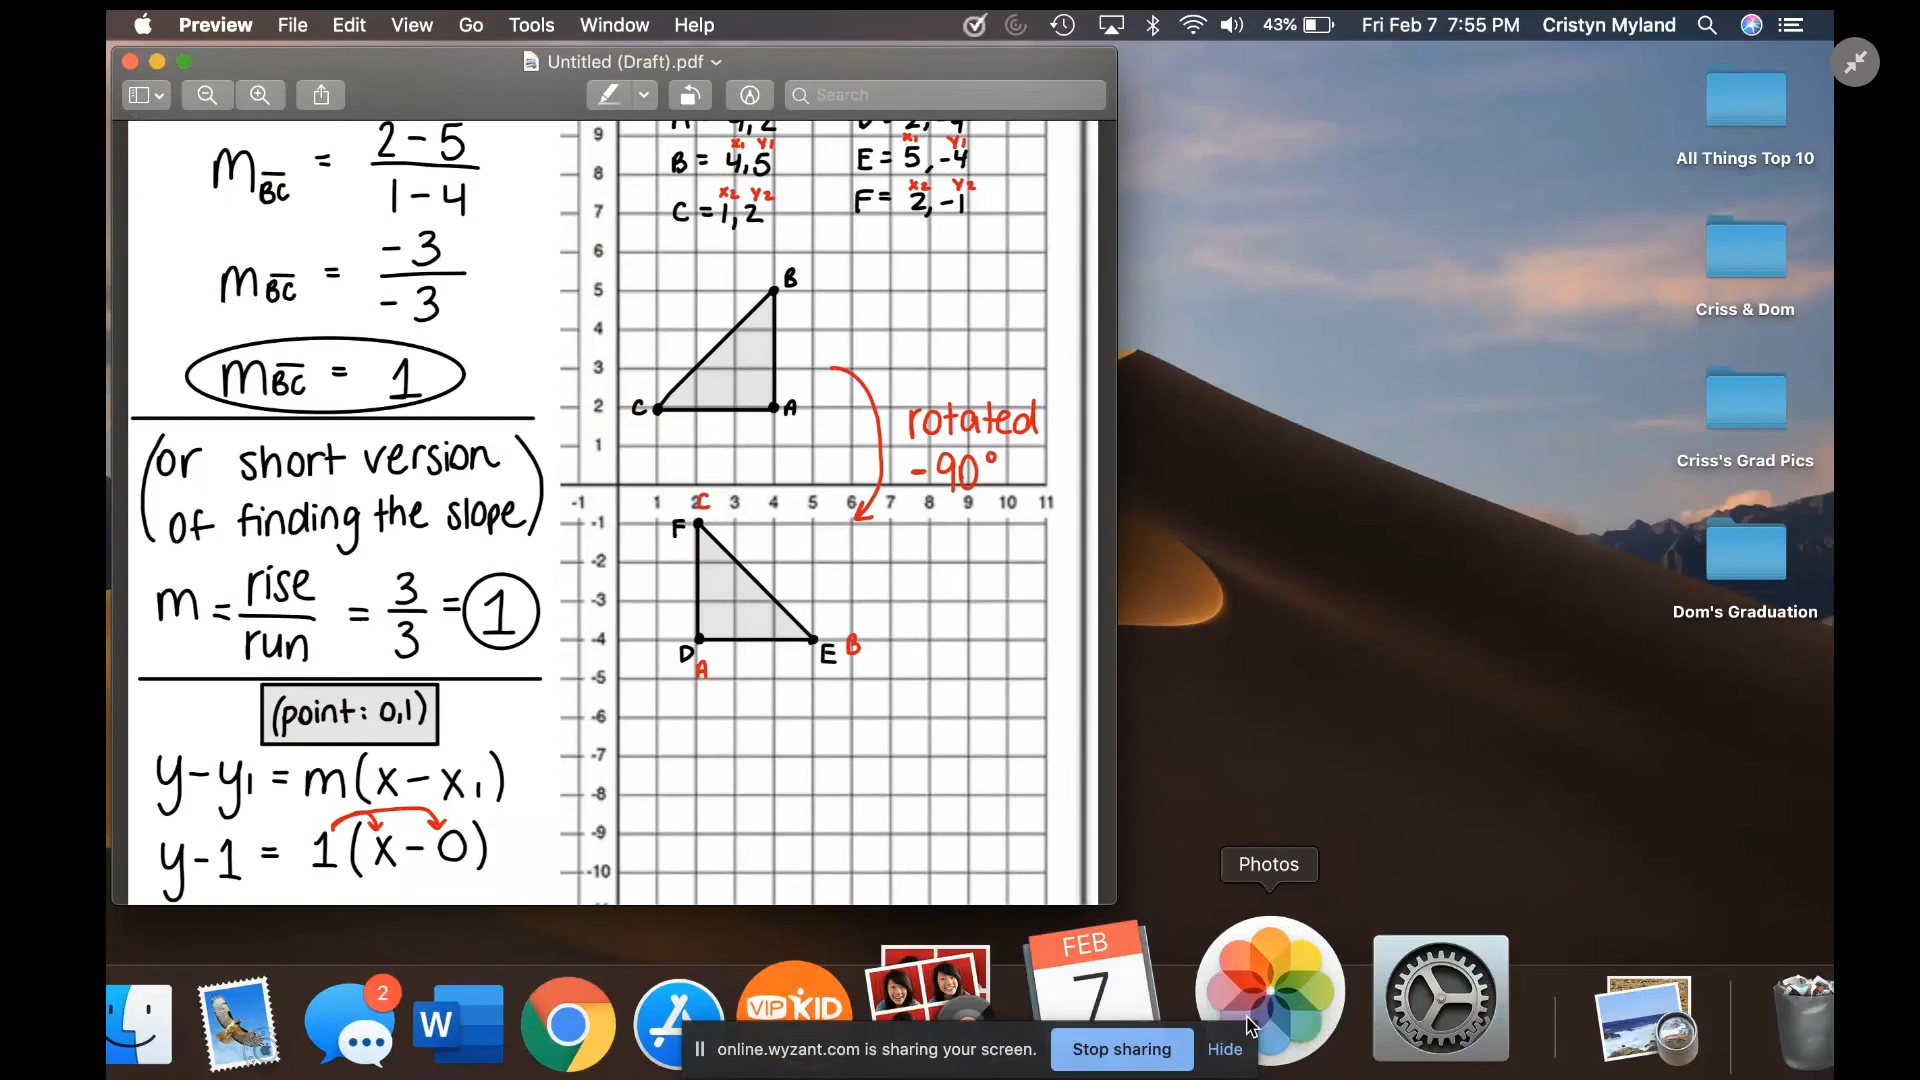 Preview File Edit View Go Tools Window Help 43% Fri Feb 7 7:55 PM Cristyn Myland
Untitled (Draft).pdf
Search
m BC = 2 - 5
1 - 4
m BC = - 3
- 3
m BC = 1
(or short version
of finding the slope)
m = rise = 3 = 1
run 3
(point: 0,1)
y - y1 = m(x - x1)
y - 1 = 1(x - 0)
x1 y1
B = 4,5
x2 y2
C = 1, 2
x1 y1
E = 5, -4
x2 y2
F = 2, -1
9
8
7
6
5
4
3
2
1
B
C
A
rotated
-90°
-1 1 2 3 4 5 6 7 8 9 10 11
C
F
D
A
E B
-1
-2
-3
-4
-5
-6
-7
-8
-9
-10
All Things Top 10
Criss & Dom
Criss's Grad Pics
Dom's Graduation
Photos
2
W
VIPKID
FEB
7
online.wyzant.com is sharing your screen. Stop sharing Hide